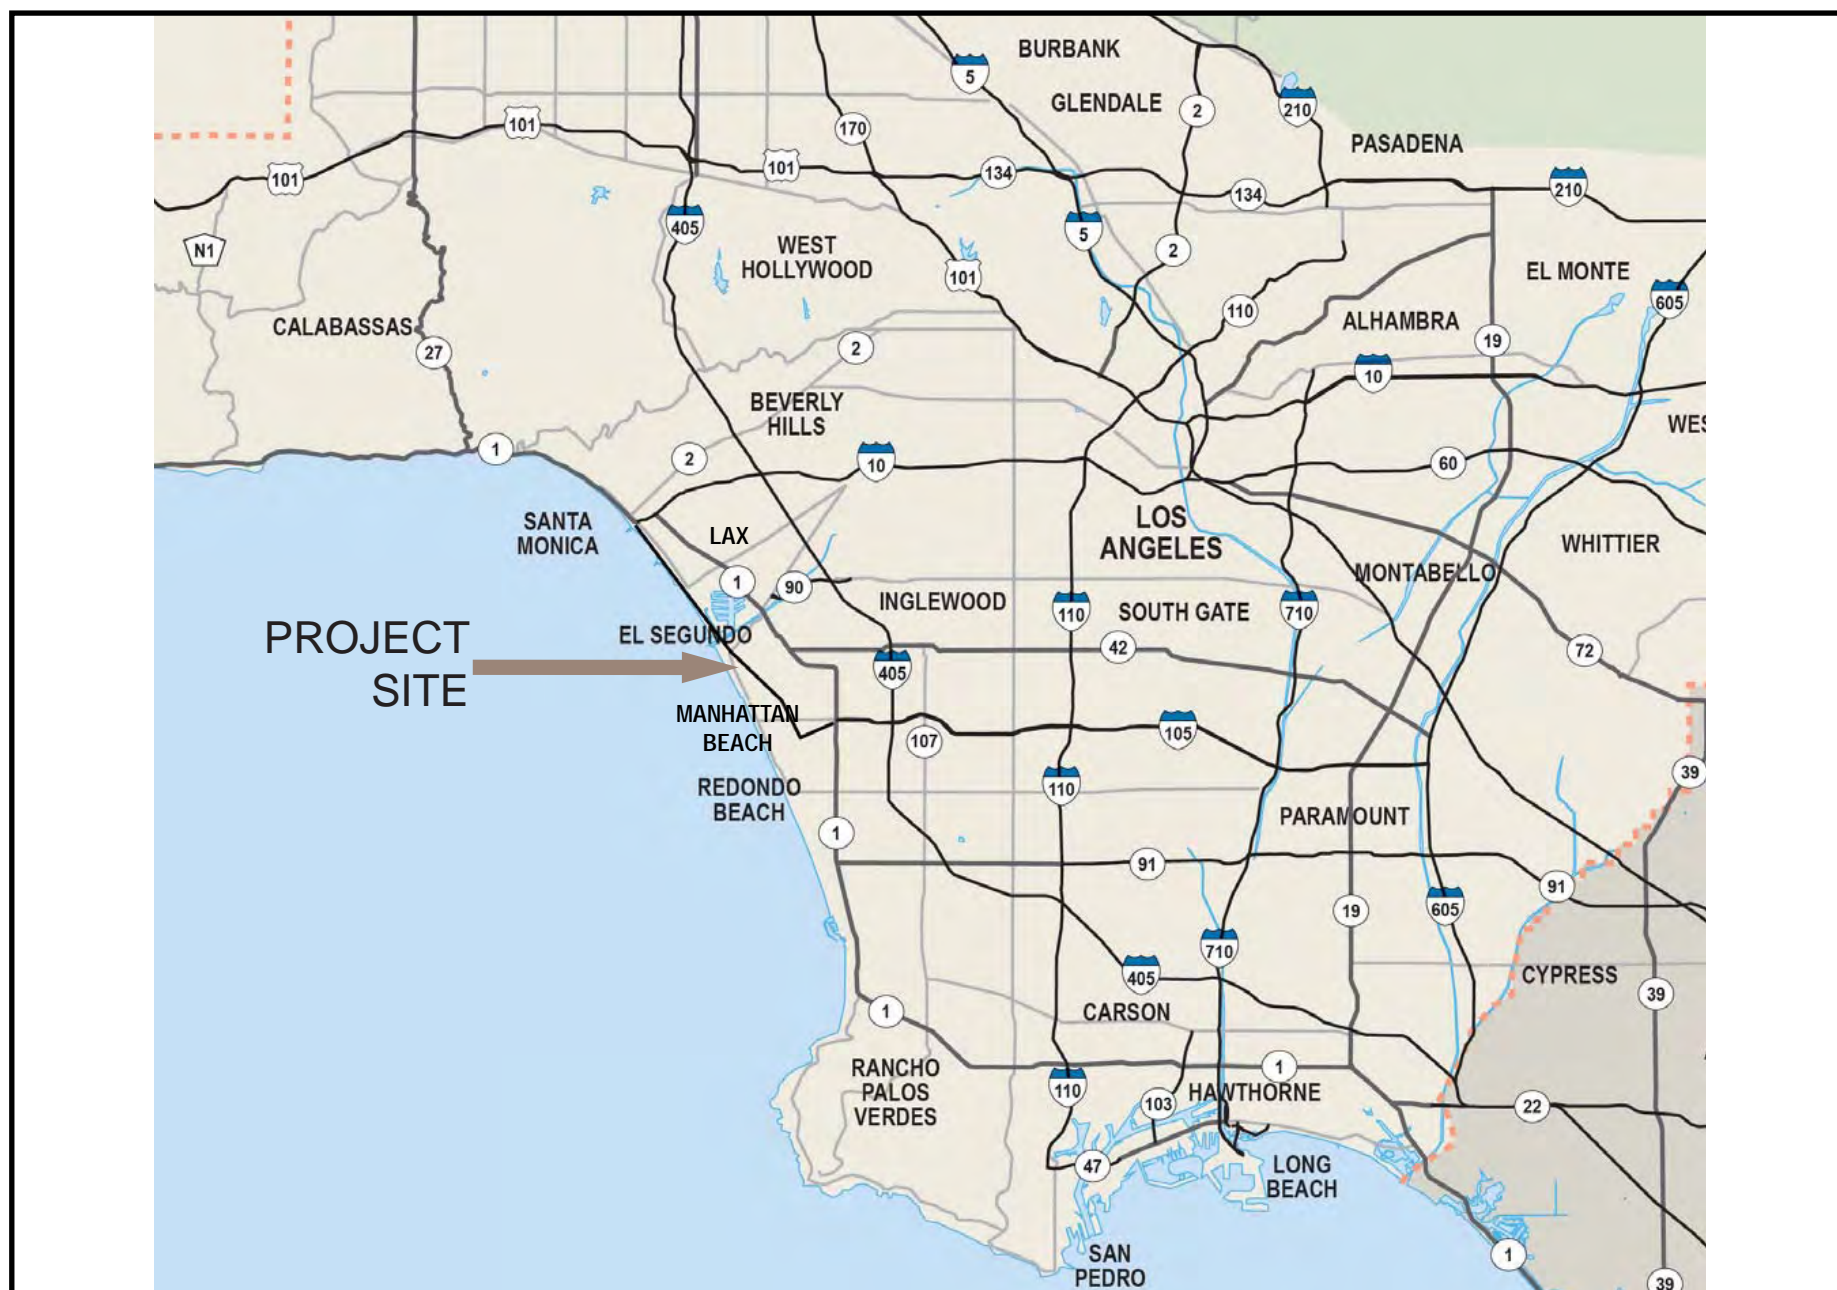 BURBANK
5
GLENDALE
2
210
101
170
PASADENA
101
101
134
134
210
405
N1
WEST
HOLLYWOOD
5
2
101
EL MONTE
605
110
CALABASSAS
27
2
ALHAMBRA
19
10
BEVERLY
HILLS
WES
1
2
10
60
SANTA
MONICA
LAX
LOS
ANGELES
WHITTIER
MONTABELLO
1
90
INGLEWOOD
110
SOUTH GATE
710
PROJECT
SITE
EL SEGUNDO
405
42
72
MANHATTAN
BEACH
107
105
39
REDONDO
BEACH
110
PARAMOUNT
1
91
91
19
605
710
405
CYPRESS
39
1
CARSON
RANCHO
PALOS
VERDES
110
1
103
HAWTHORNE
22
47
LONG
BEACH
SAN
PEDRO
1
39